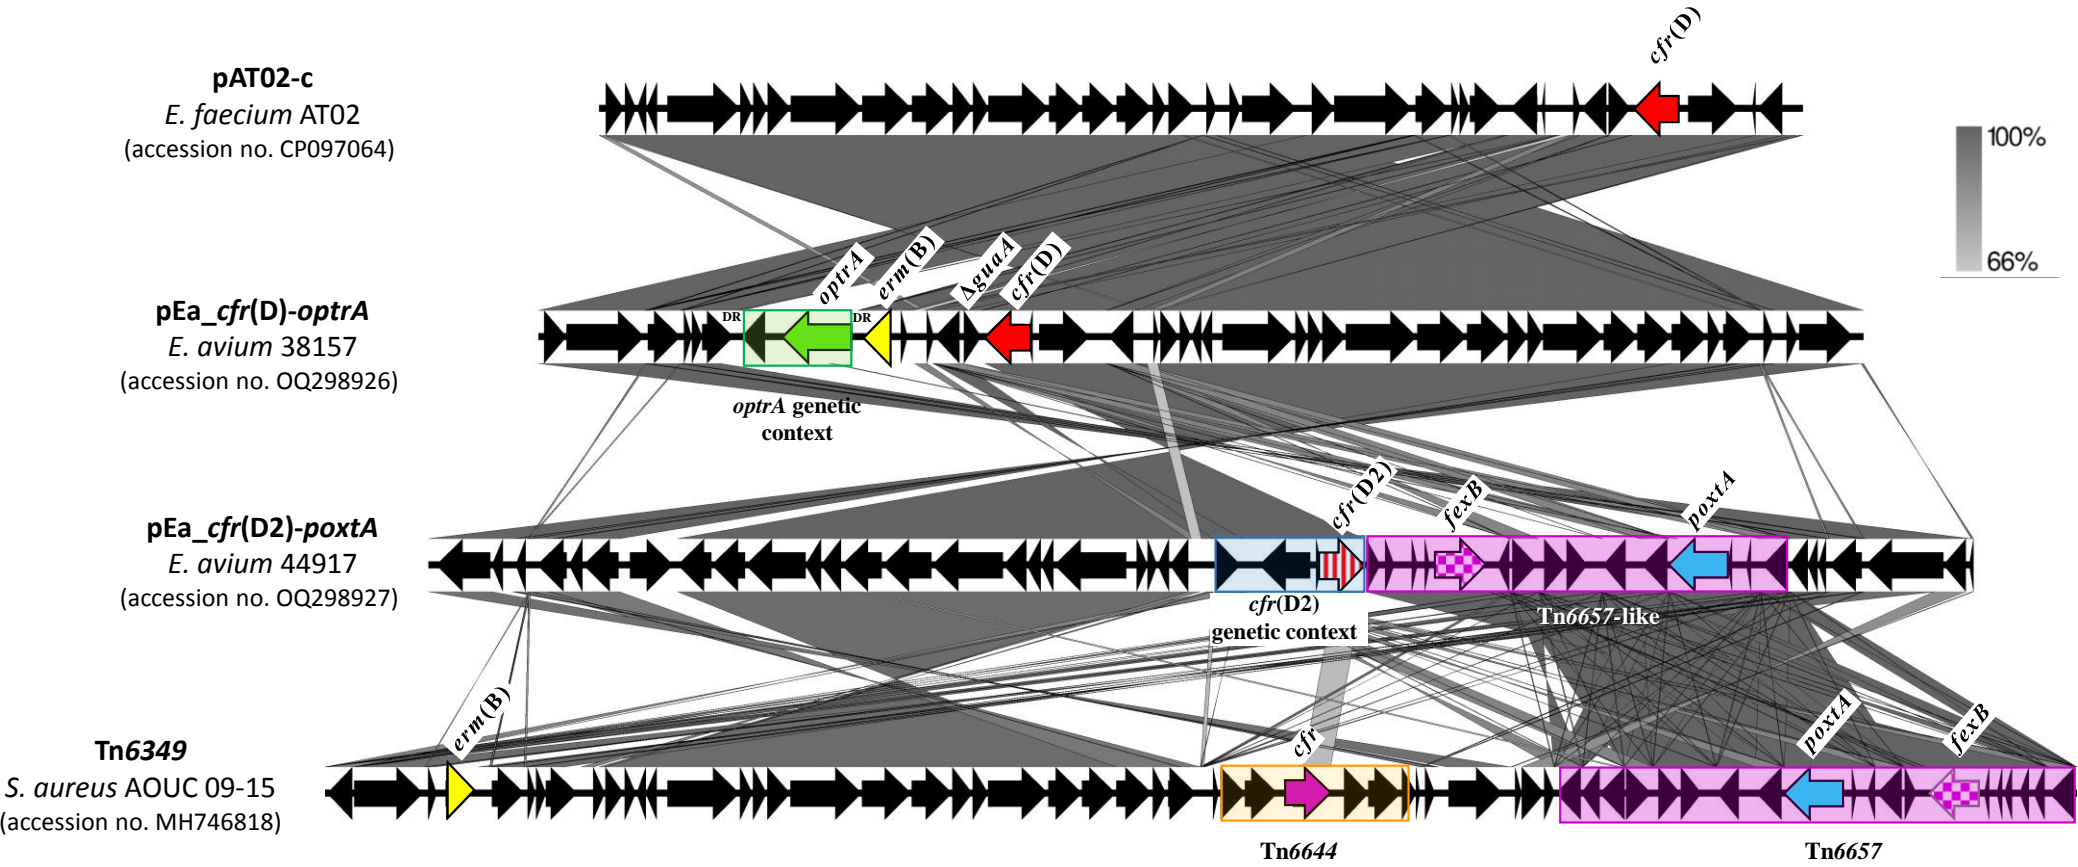 cfr(D)
pAT02-c
E. faecium AT02
(accession no. CP097064)
100%
66%
optrA
erm(B)
ΔguaA
cfr(D)
DR
DR
pEa_cfr(D)-optrA
E. avium 38157
(accession no. OQ298926)
optrA genetic
context
cfr(D2)
fexB
poxtA
pEa_cfr(D2)-poxtA
E. avium 44917
(accession no. OQ298927)
cfr(D2)
genetic context
Tn6657-like
erm(B)
cfr
poxtA
fexB
Tn6349
S. aureus AOUC 09-15
(accession no. MH746818)
Tn6644
Tn6657